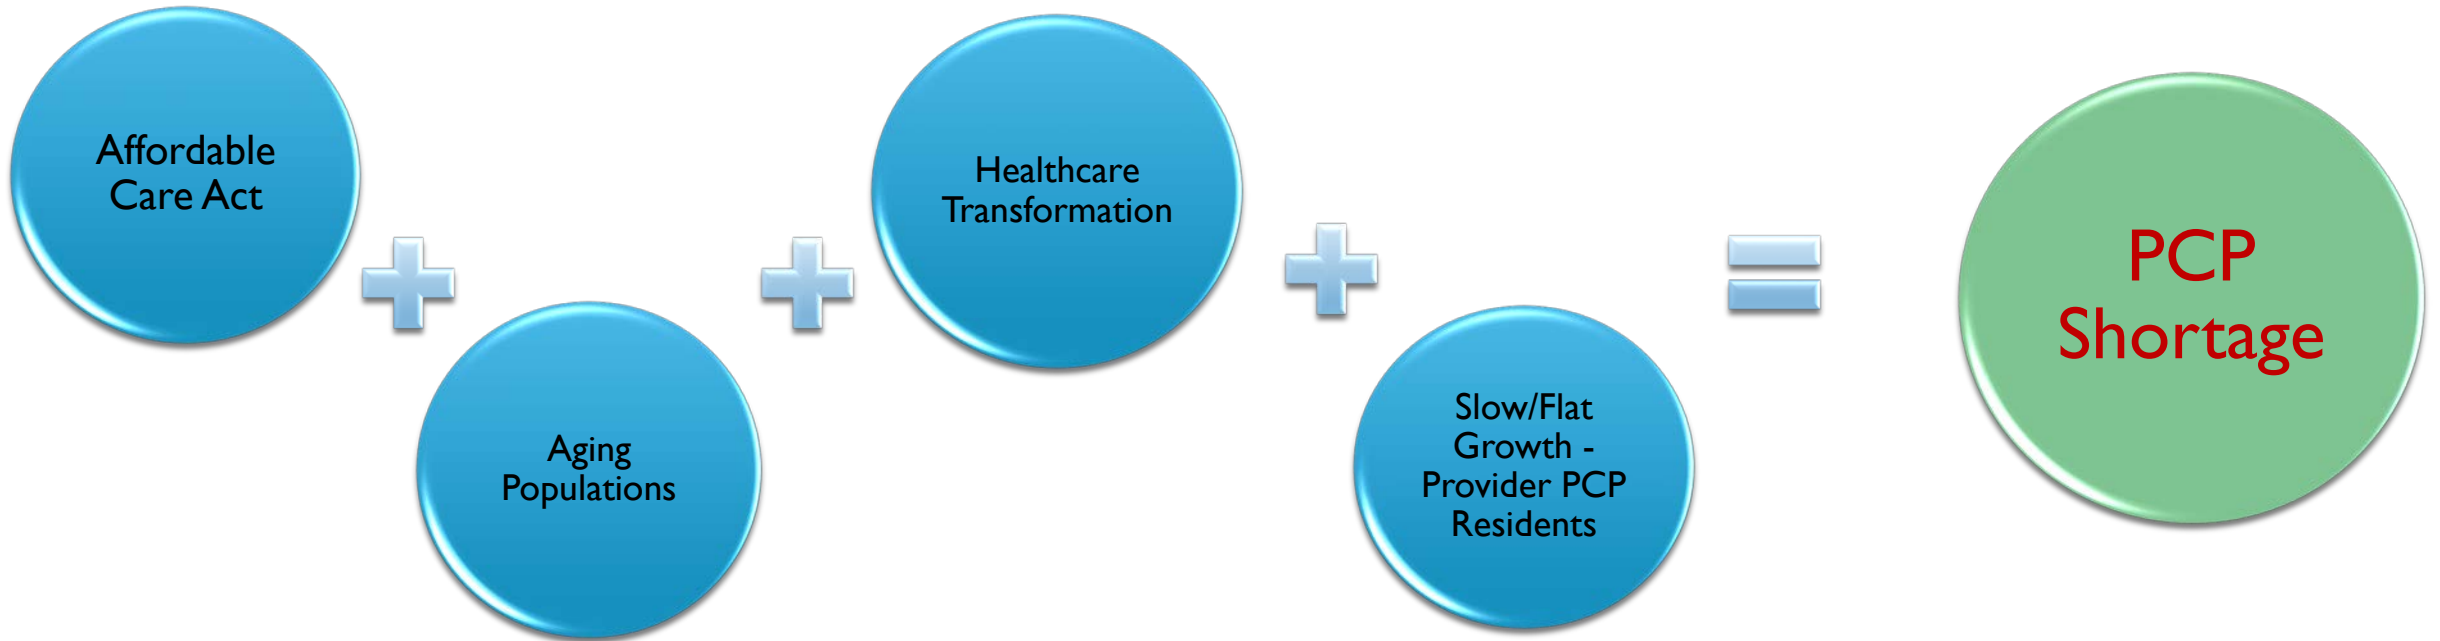 Affordable
Care Act
Aging
Populations
Healthcare
Transformation
Slow/Flat
Growth -
Provider PCP
Residents
PCP
Shortage